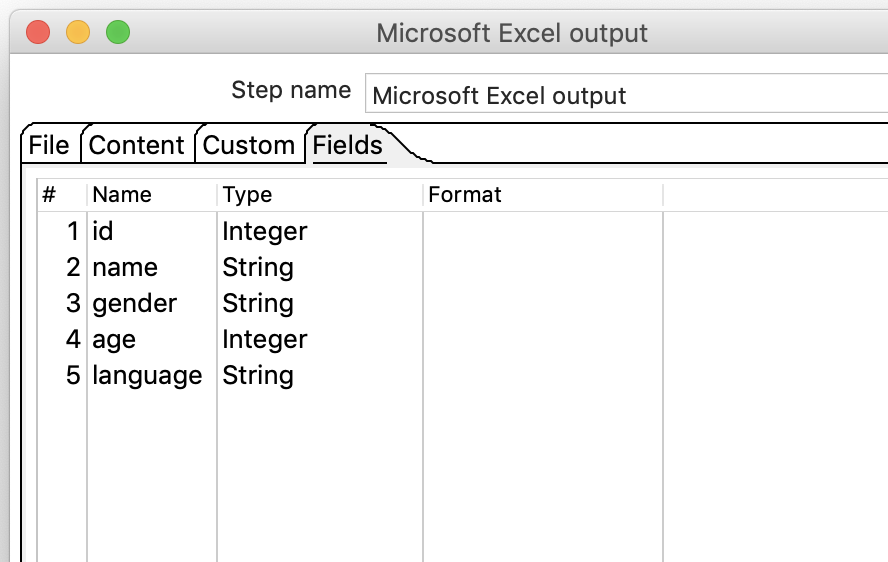 Microsoft Excel output
Step name Microsoft Excel output
File Content Custom Fields
# Name Type Format
1 id Integer
2 name String
3 gender String
4 age Integer
5 language String